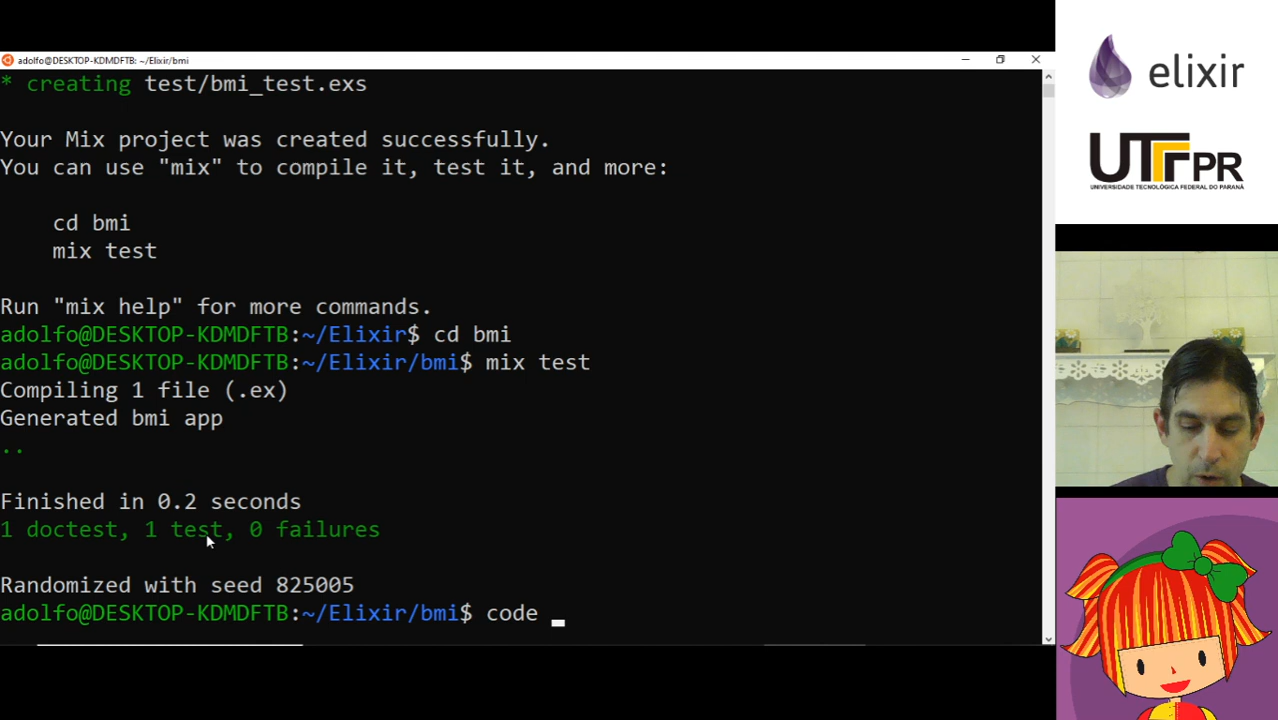 adolfo@DESKTOP-KDMDFTB: ~/Elixir/bmi
* creating test/bmi_test.exs
Your Mix project was created successfully.
You can use "mix" to compile it, test it, and more:
cd bmi
mix test
Run "mix help" for more commands.
adolfo@DESKTOP-KDMDFTB:~/Elixir$ cd bmi
adolfo@DESKTOP-KDMDFTB:~/Elixir/bmi$ mix test
Compiling 1 file (.ex)
Generated bmi app
..
Finished in 0.2 seconds
1 doctest, 1 test, 0 failures
Randomized with seed 825005
adolfo@DESKTOP-KDMDFTB:~/Elixir/bmi$ code
elixir
UTFPR
UNIVERSIDADE TECNOLÓGICA FEDERAL DO PARANÁ